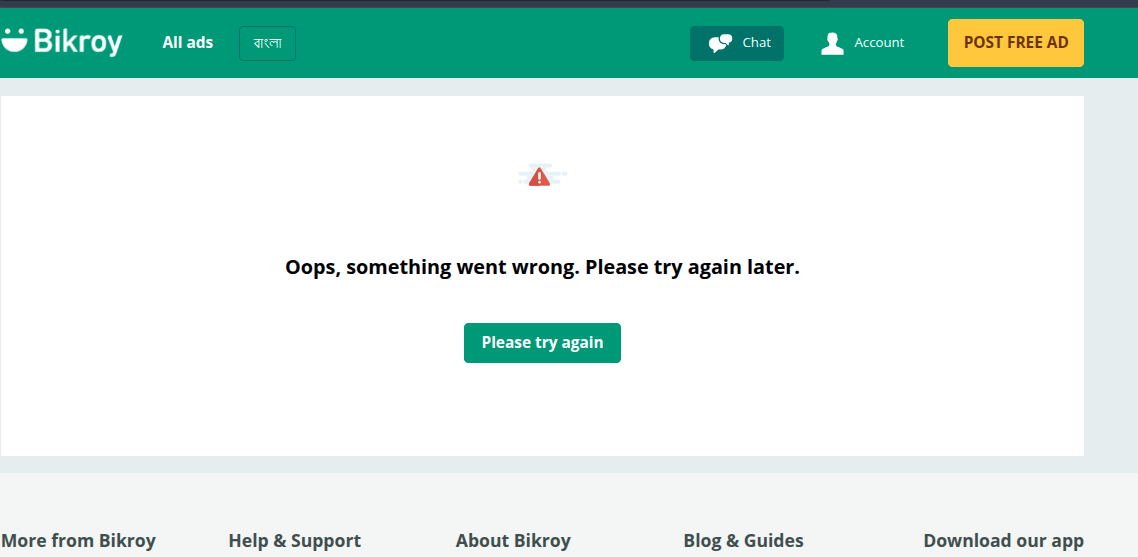 Bikroy All ads বাংলা Chat Account POST FREE AD
Oops, something went wrong. Please try again later.
Please try again
More from Bikroy Help & Support About Bikroy Blog & Guides Download our app